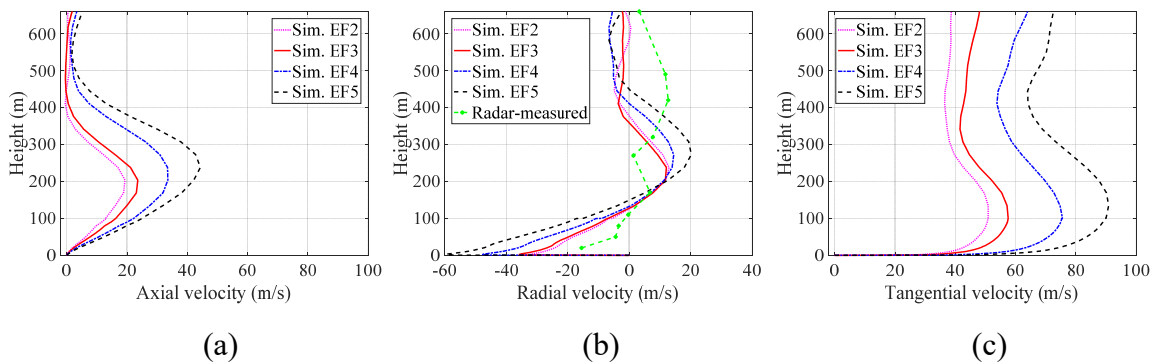 600
500
400
300
200
100
0
Height (m)
Sim. EF2
Sim. EF3
Sim. EF4
Sim. EF5
0 20 40 60 80 100
Axial velocity (m/s)
(a)
600
500
400
300
200
100
0
Height (m)
Sim. EF2
Sim. EF3
Sim. EF4
Sim. EF5
Radar-measured
-60 -40 -20 0 20 40
Radial velocity (m/s)
(b)
600
500
400
300
200
100
0
Height (m)
Sim. EF2
Sim. EF3
Sim. EF4
Sim. EF5
0 20 40 60 80 100
Tangential velocity (m/s)
(c)